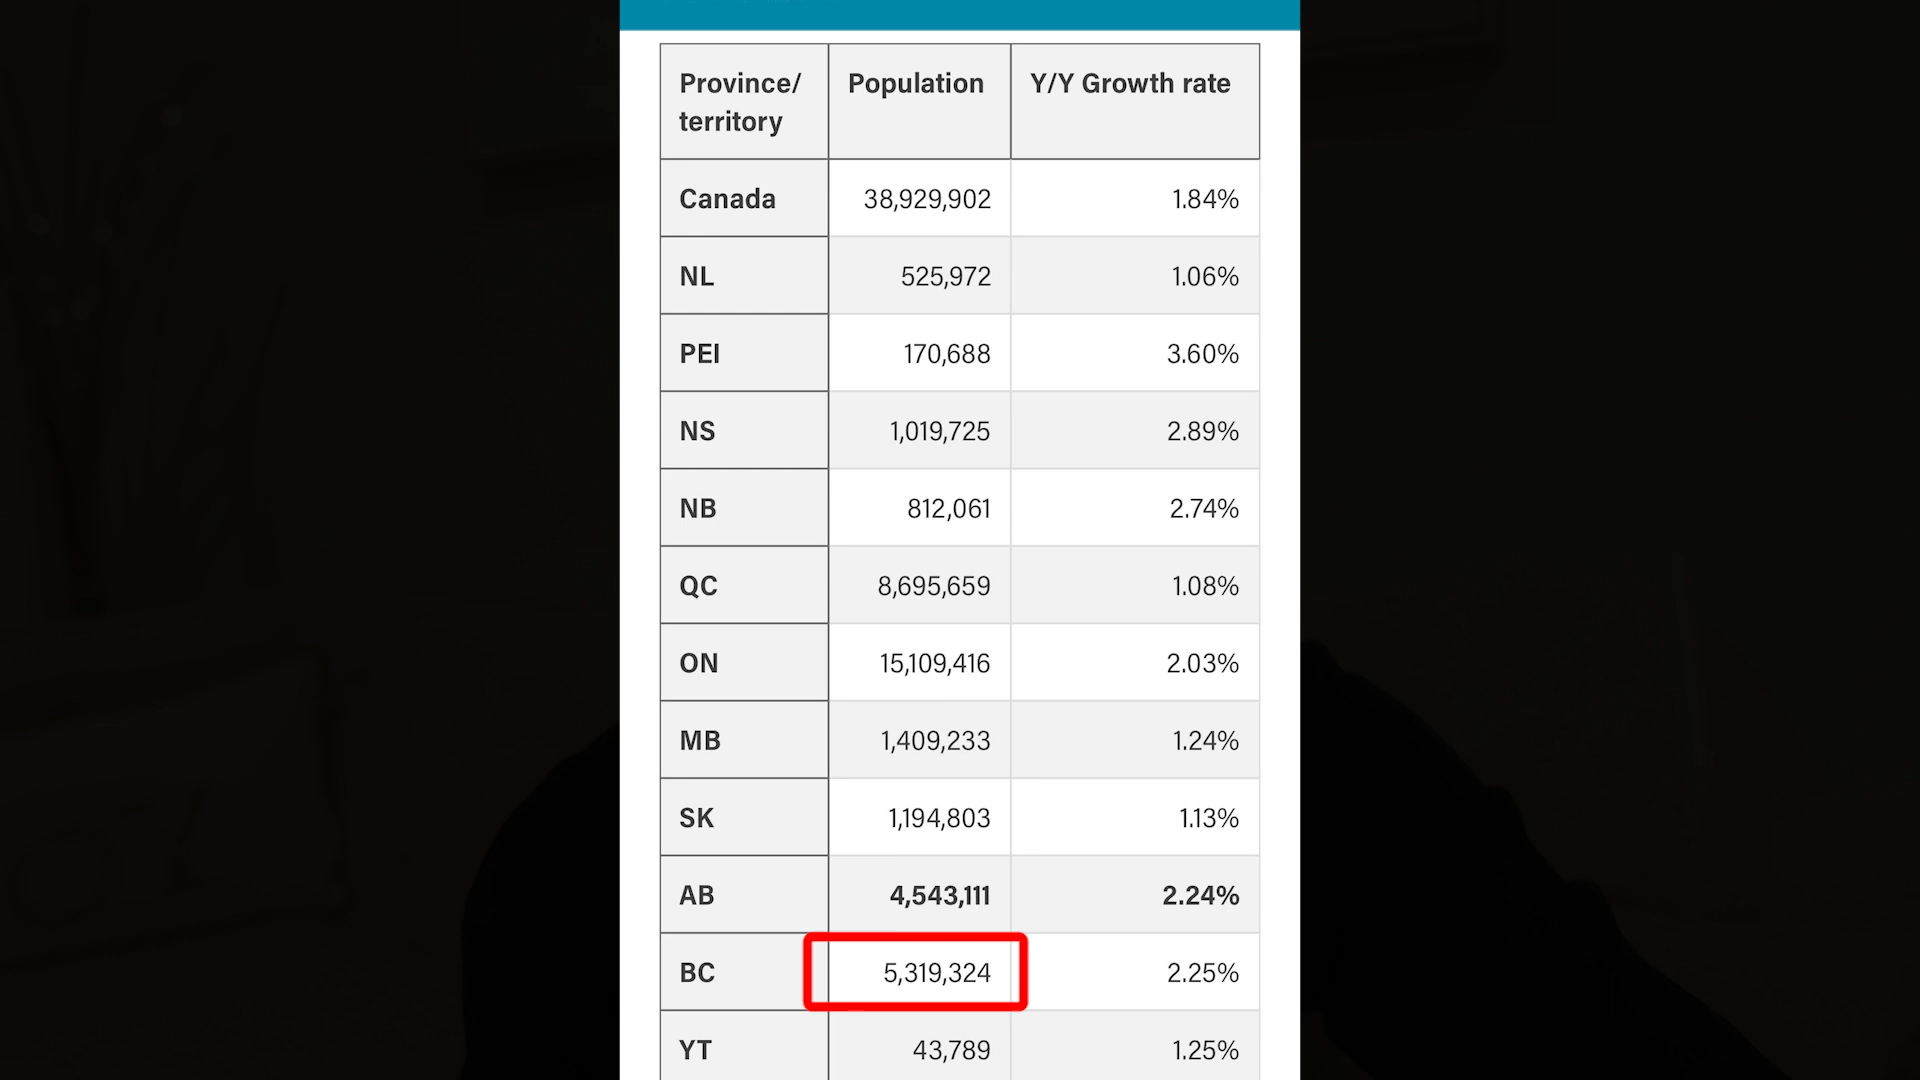 Province/ Population Y/Y Growth rate
territory
Canada 38,929,902 1.84%
NL 525,972 1.06%
PEI 170,688 3.60%
NS 1,019,725 2.89%
NB 812,061 2.74%
QC 8,695,659 1.08%
ON 15,109,416 2.03%
MB 1,409,233 1.24%
SK 1,194,803 1.13%
AB 4,543,111 2.24%
BC 5,319,324 2.25%
YT 43,789 1.25%